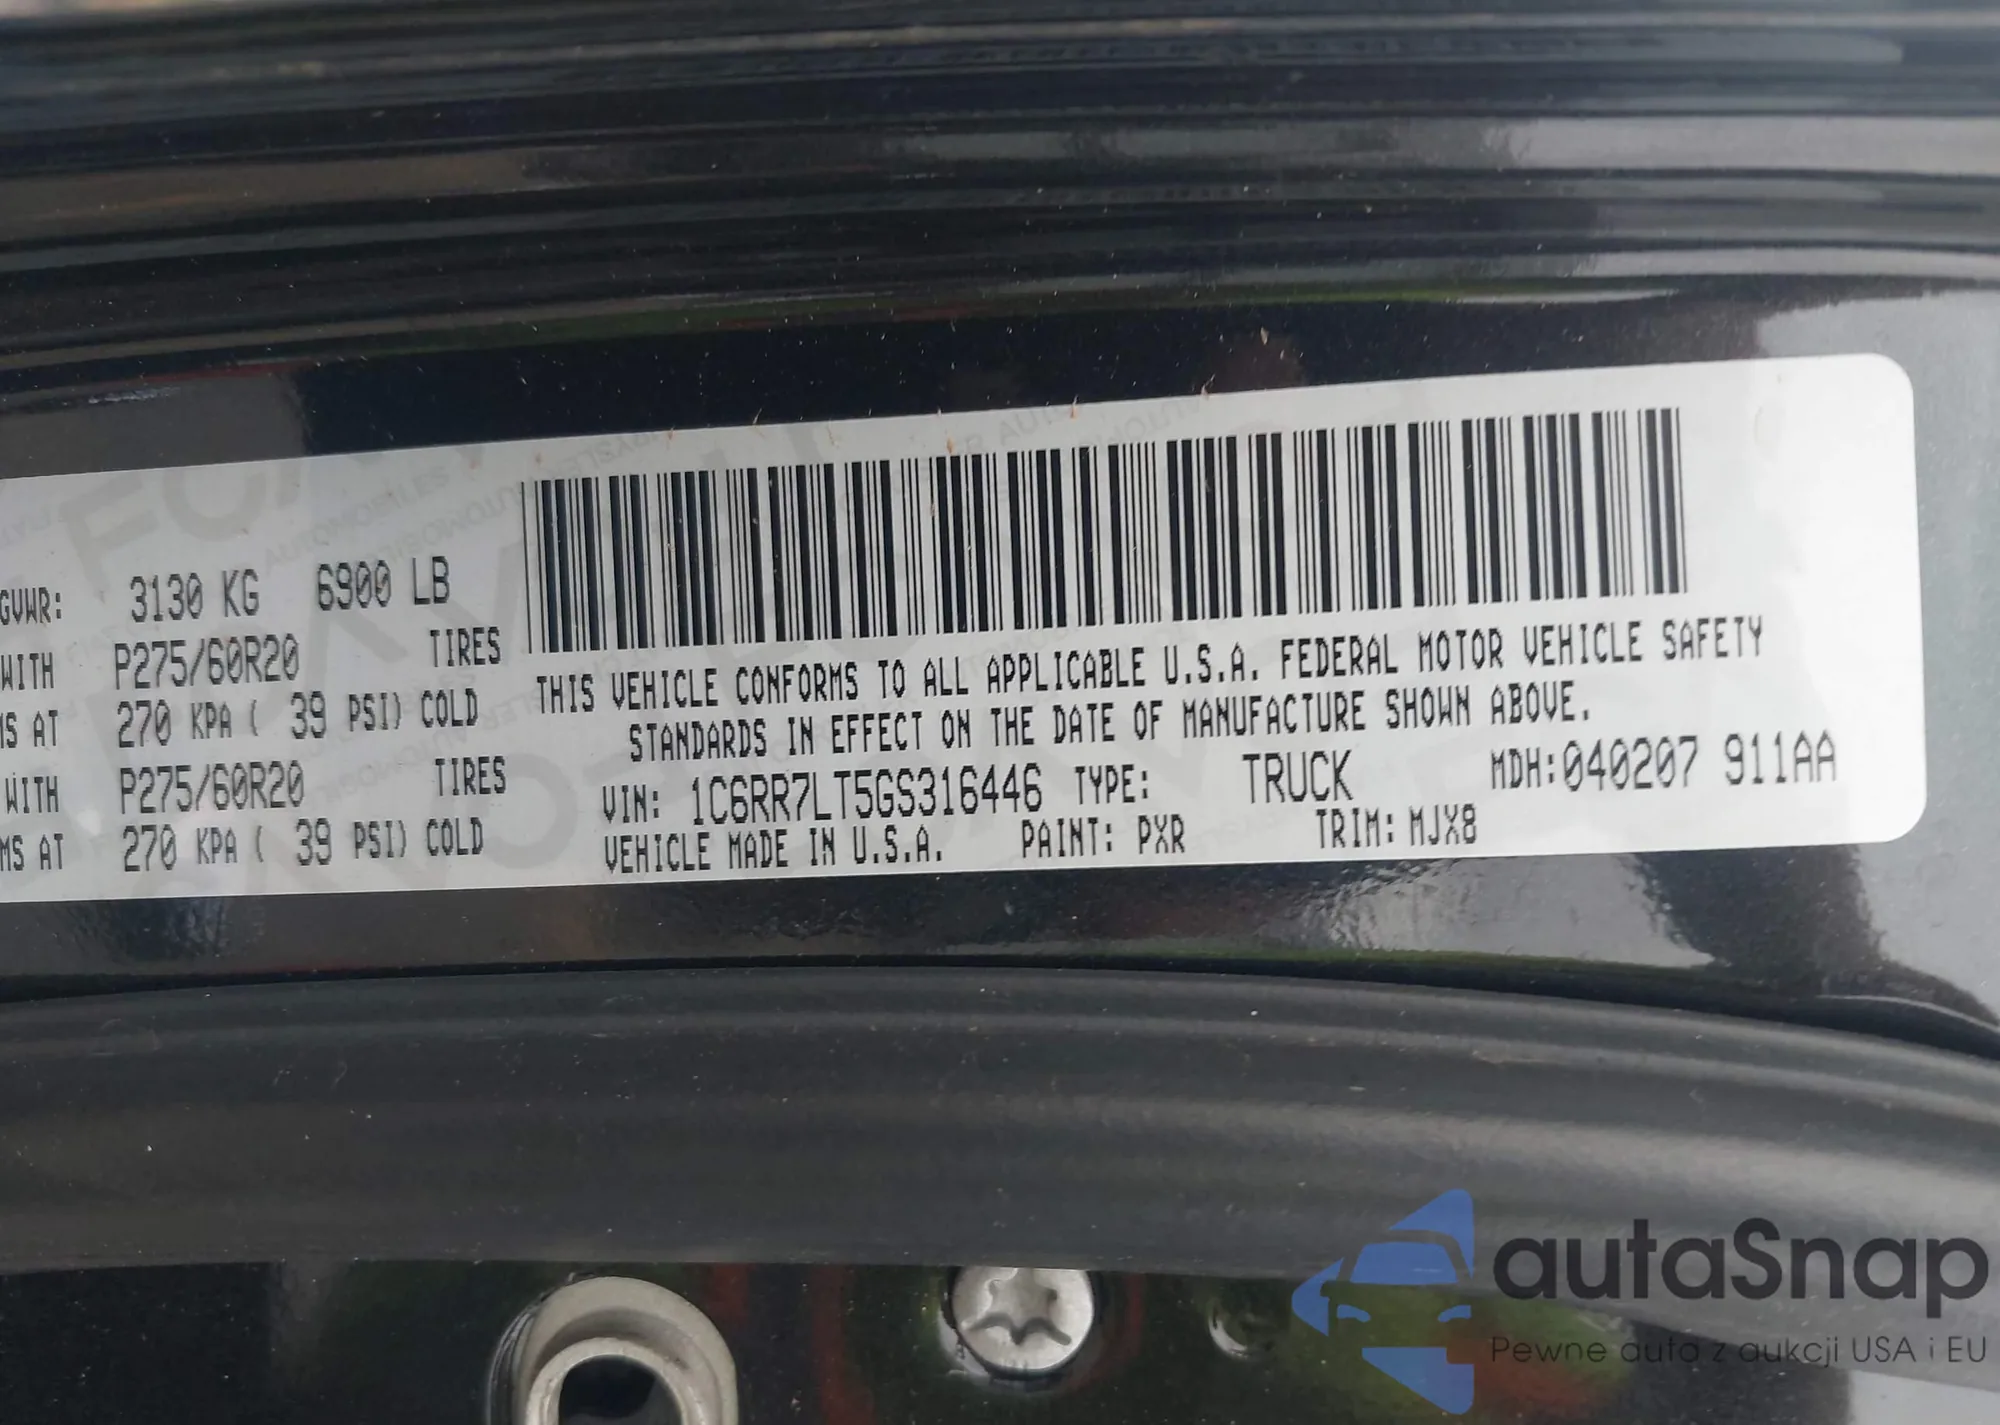 GVWR: 3130 KG 6900 LB
WITH P275/60R20 TIRES
MS AT 270 KPA ( 39 PSI) COLD
WITH P275/60R20 TIRES
MS AT 270 KPA ( 39 PSI) COLD
THIS VEHICLE CONFORMS TO ALL APPLICABLE U.S.A. FEDERAL MOTOR VEHICLE SAFETY
STANDARDS IN EFFECT ON THE DATE OF MANUFACTURE SHOWN ABOVE.
VIN: 1C6RR7LT5GS316446 TYPE: TRUCK MDH:040207 911AA
VEHICLE MADE IN U.S.A. PAINT: PXR TRIM: MJX8
autaSnap
Pewne auto z aukcji USA i EU